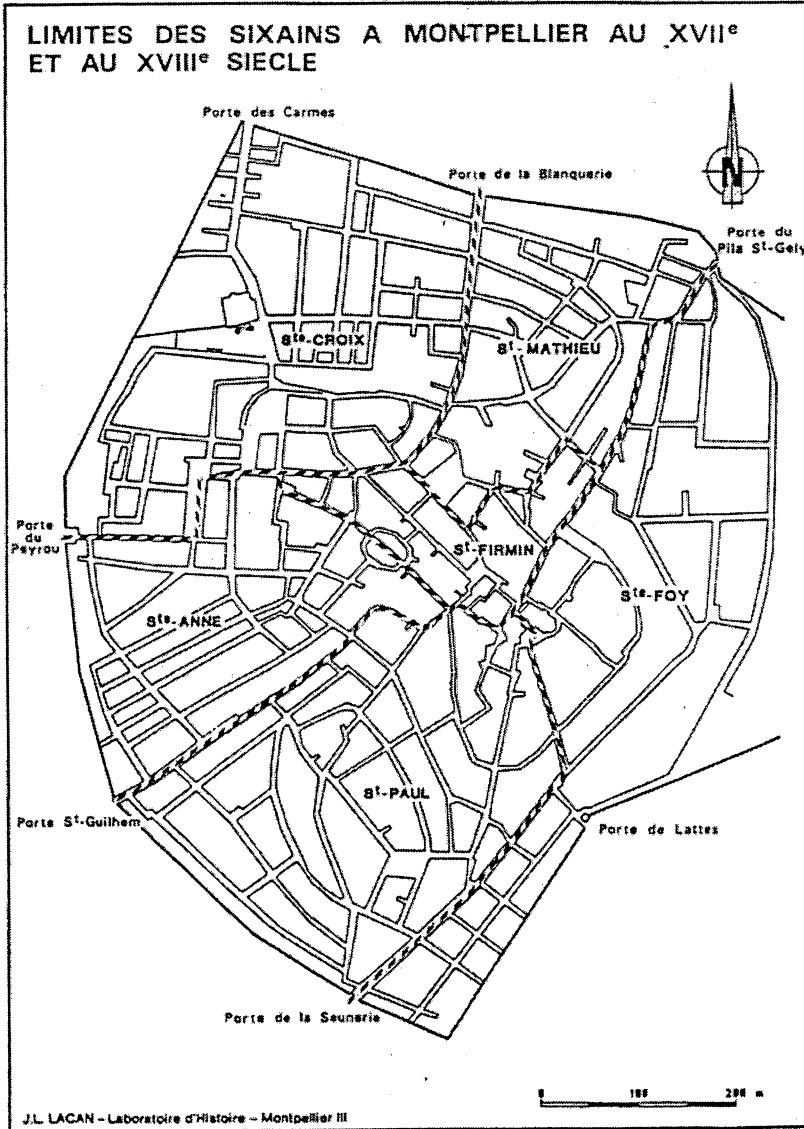 LIMITES DES SIXAINS A MONTPELLIER AU XVIIe
ET AU XVIIIe SIECLE
Porte des Carmes
Porte de la Blanquerie
N
Porte du
Pila St-Gely
Ste-CROIX
St-MATHIEU
Porte
du
Peyrou
St-FIRMIN
Ste-FOY
Ste-ANNE
St-PAUL
Porte St-Guilhem
Porte de Lattes
Porte de la Saunerie
0 100 200 m
J.L. LACAN - Laboratoire d'Histoire - Montpellier III